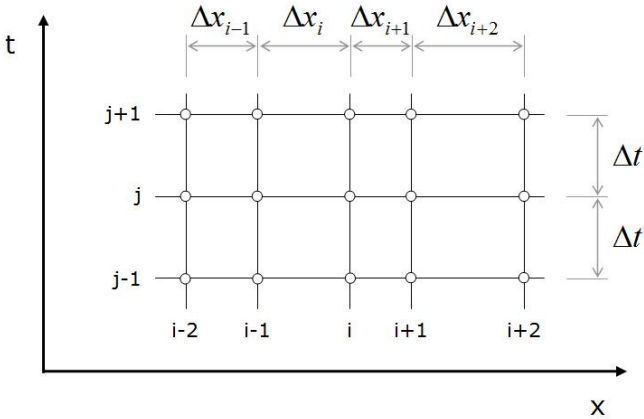 Δx_{i−1} Δx_i Δx_{i+1} Δx_{i+2}
t
j+1
Δt
j
Δt
j-1
i-2 i-1 i i+1 i+2
x